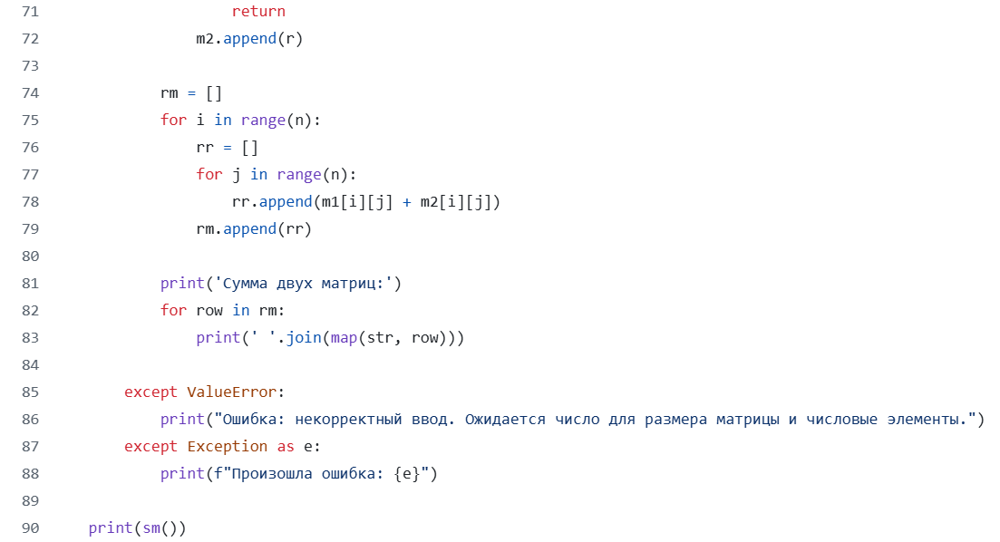 71                     return
72                 m2.append(r)
73
74             rm = []
75             for i in range(n):
76                 rr = []
77                 for j in range(n):
78                     rr.append(m1[i][j] + m2[i][j])
79                 rm.append(rr)
80
81             print('Сумма двух матриц:')
82             for row in rm:
83                 print(' '.join(map(str, row)))
84
85         except ValueError:
86             print("Ошибка: некорректный ввод. Ожидается число для размера матрицы и числовые элементы.")
87         except Exception as e:
88             print(f"Произошла ошибка: {e}")
89
90     print(sm())